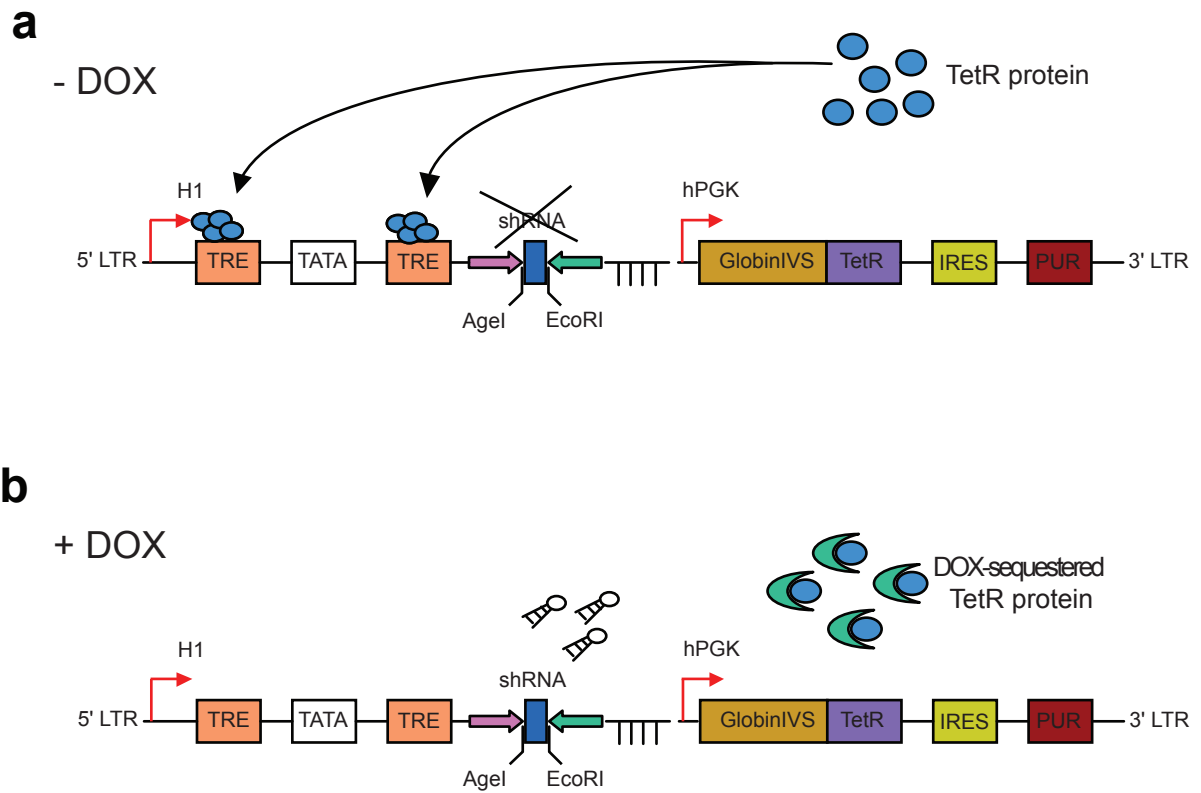 a
- DOX
TetR protein
H1
hPGK
shRNA
5' LTR
TRE
TATA
TRE
GlobinIVS
TetR
IRES
PUR
3' LTR
AgeI
EcoRI
b
+ DOX
DOX-sequestered
TetR protein
H1
hPGK
shRNA
5' LTR
TRE
TATA
TRE
GlobinIVS
TetR
IRES
PUR
3' LTR
AgeI
EcoRI